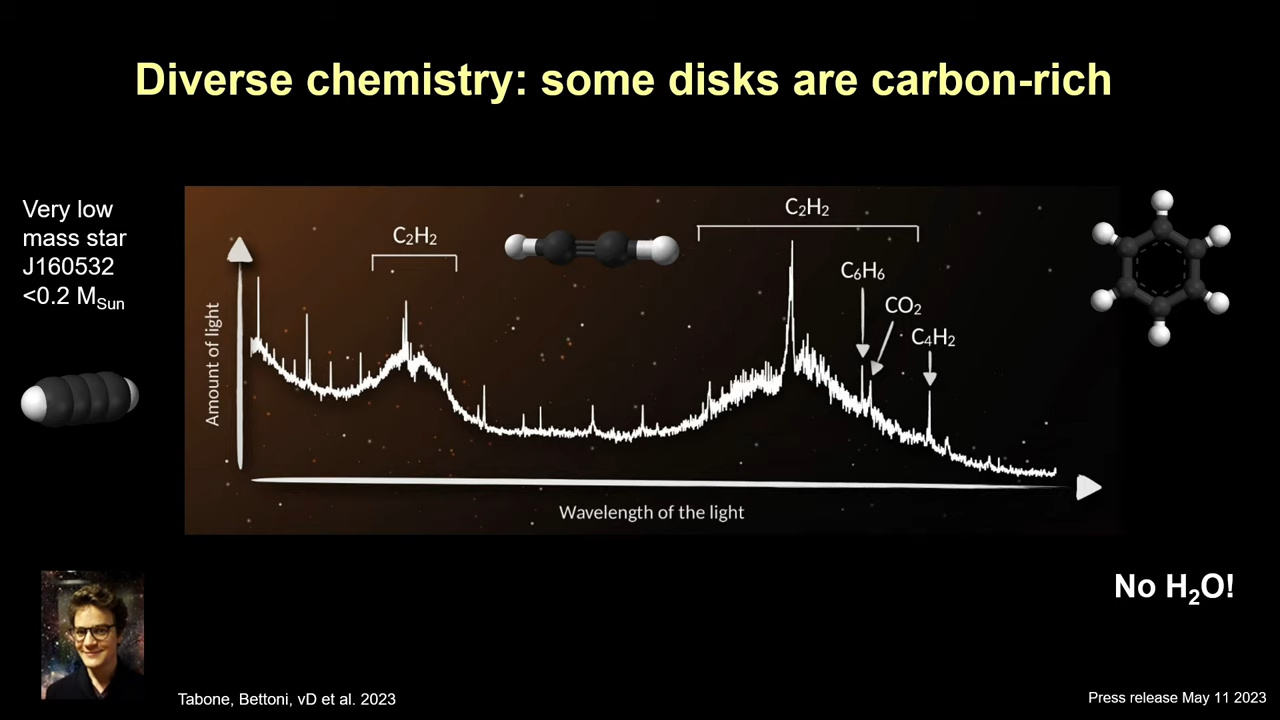 Diverse chemistry: some disks are carbon-rich
Very low
mass star
J160532
<0.2 M_Sun
C₂H₂
C₂H₂
C₆H₆
CO₂
C₄H₂
Amount of light
Wavelength of the light
No H₂O!
Tabone, Bettoni, vD et al. 2023
Press release May 11 2023